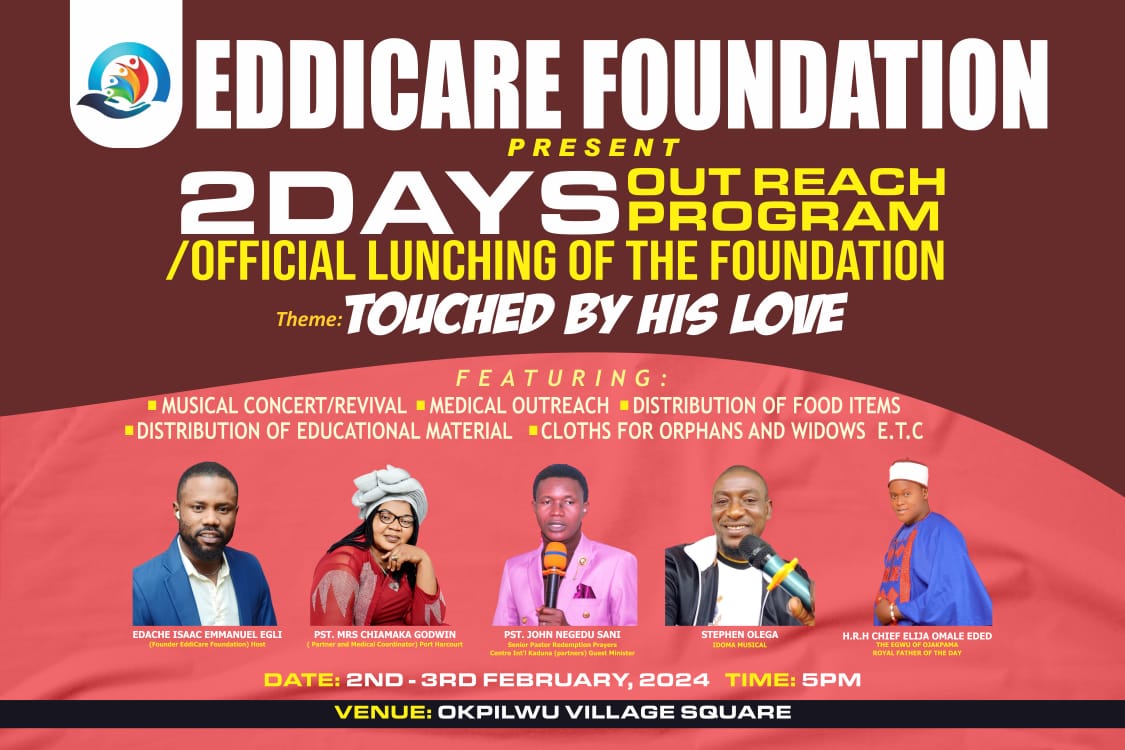 EDDICARE FOUNDATION
PRESENT
2DAYS OUT REACH
PROGRAM
/OFFICIAL LUNCHING OF THE FOUNDATION
Theme: TOUCHED BY HIS LOVE
FEATURING:
▪ MUSICAL CONCERT/REVIVAL ▪ MEDICAL OUTREACH ▪ DISTRIBUTION OF FOOD ITEMS
▪ DISTRIBUTION OF EDUCATIONAL MATERIAL ▪ CLOTHS FOR ORPHANS AND WIDOWS E.T.C
EDACHE ISAAC EMMANUEL EGLI
(Founder EddiCare Foundation) Host
PST. MRS CHIAMAKA GODWIN
( Partner and Medical Coordinator) Port Harcourt
PST. JOHN NEGEDU SANI
Senior Pastor Redemption Prayers
Centre Int'l Kaduna (partners) Guest Minister
STEPHEN OLEGA
IDOMA MUSICAL
H.R.H CHIEF ELIJA OMALE EDED
THE EGWU OF OJAKPAMA
ROYAL FATHER OF THE DAY
DATE: 2ND - 3RD FEBRUARY, 2024 TIME: 5PM
VENUE: OKPILWU VILLAGE SQUARE